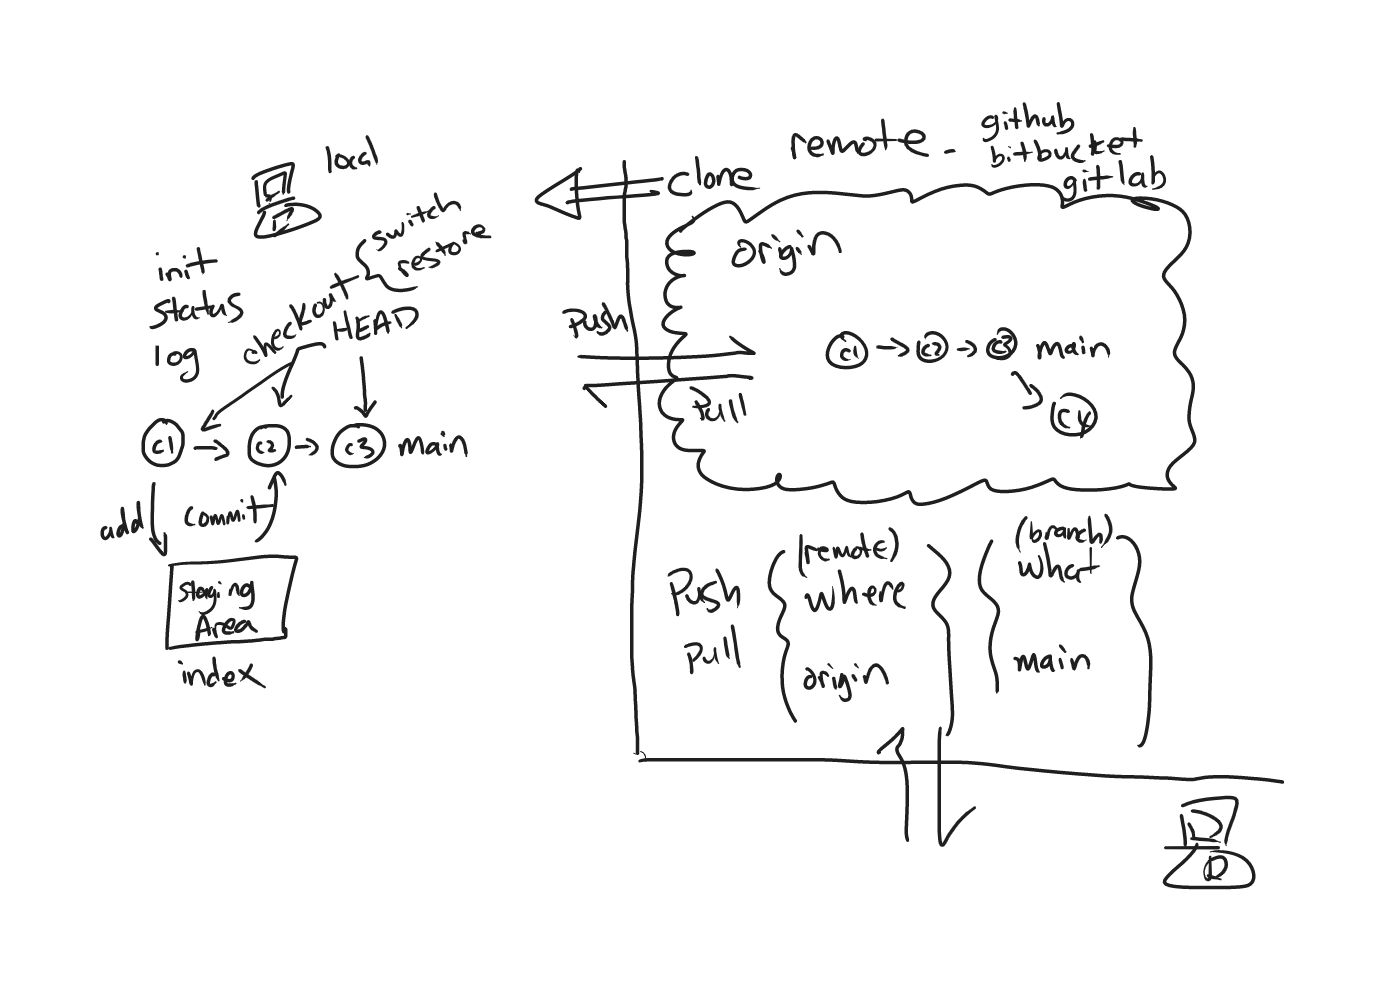 local
init
status
log
checkout
switch
restore
HEAD
c1
c2
c3
main
add
commit
Staging
Area
index
clone
remote - github
bitbucket
gitlab
origin
Push
Pull
c1
c2
c3
main
c4
Push
Pull
(remote)
where
origin
(branch)
what
main